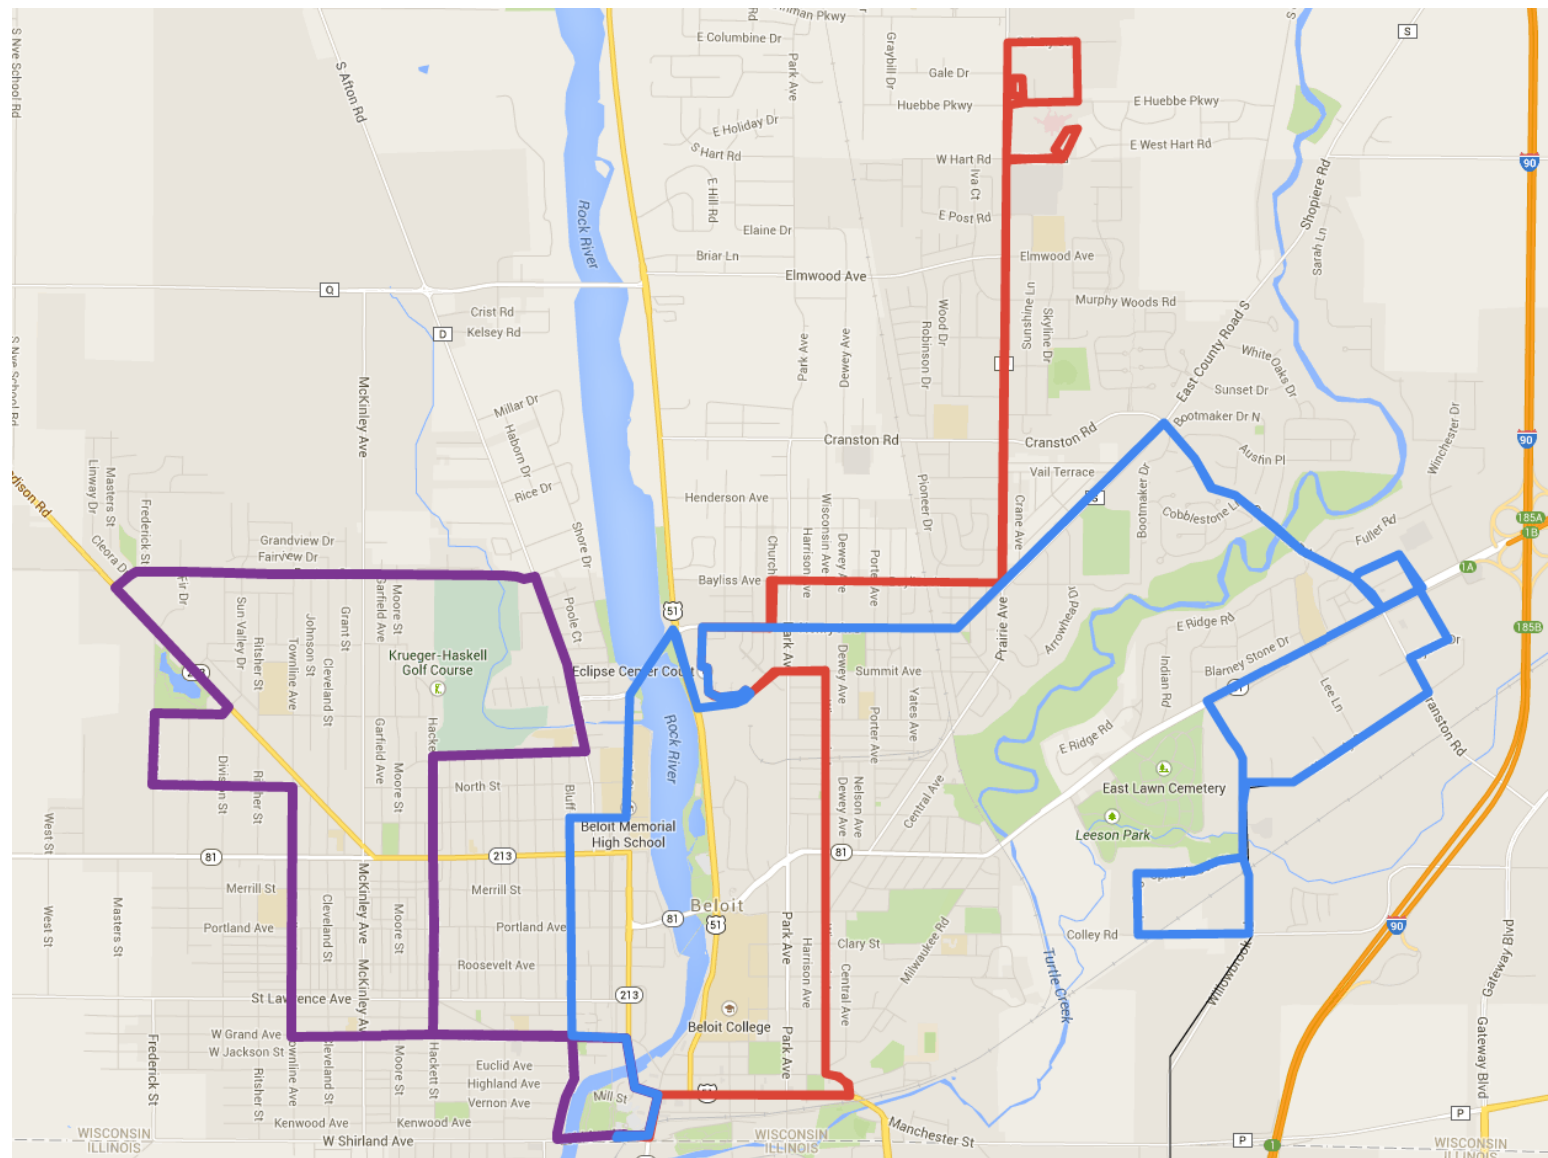 S Nye School Rd
S Afton Rd
Rock River
inman Pkwy
E Columbine Dr
Park Ave
Graybill Dr
Gale Dr
Huebbe Pkwy
E Huebbe Pkwy
E Holiday Dr
S Hart Rd
W Hart Rd
E West Hart Rd
Iva Ct
E Hill Rd
E Post Rd
Elaine Dr
Briar Ln
Elmwood Ave
Elmwood Ave
S
Shopiere Rd
Sarah Ln
90
Q
D
Crist Rd
Kelsey Rd
Murphy Woods Rd
Sunshine Ln
Skyline Dr
Wood Dr
Robinson Dr
Park Ave
Dewey Ave
East County Road S
White Oaks Dr
Sunset Dr
Bootmaker Dr N
Austin Pl
Winchester Dr
S Nye School Rd
McKinley Ave
Millar Dr
Haborn Dr
Rice Dr
Cranston Rd
Cranston Rd
Vail Terrace
90
Linway Dr
Masters St
Frederick St
dison Rd
Cleora D
Shore Dr
Henderson Ave
Wisconsin Ave
Harrison Ave
Dewey Ave
Porter Ave
Pioneer Dr
Crane Ave
Bootmaker Dr
Cobblestone L
Fuller Rd
185A
1B
1A
185B
Grandview Dr
Fairview Dr
Fir Dr
Sun Valley Dr
Ritsher St
Townline Ave
Johnson St
Cleveland St
Grant St
Garfield Ave
Moore St
Poole Ct
Church
Bayliss Ave
51
Prairie Ave
Arrowhead Dr
E Ridge Rd
Blarney Stone Dr
Indian Rd
Krueger-Haskell
Golf Course
Eclipse Center Court
Park Av
Dewey Ave
Summit Ave
Yates Ave
Porter Ave
Lee Ln
Dr
ranston Rd
E Ridge Rd
Rock River
Garfield Ave
Hacke
Moore St
North St
Bluff
Divisi
n St
Ritsher St
Nelson Ave
Dewey Ave
Central Ave
East Lawn Cemetery
Leeson Park
Beloit Memorial
High School
West St
81
213
81
Merrill St
Merrill St
Portland Ave
Portland Ave
Masters St
West St
Cleveland St
McKinley Ave
Moore St
Beloit
81
51
Park Ave
Harrison Ave
Clary St
Central Ave
Milwaukee Rd
Colley Rd
Willowbrook
90
Gateway Blvd
Roosevelt Ave
St Lawrence Ave
McKinley Av
213
Beloit College
Turtle Creek
W Grand Ave
W Jackson St
Frederick St
Ritsher St
ownline Ave
Cleveland St
Moore St
Hackett St
Euclid Ave
Highland Ave
Vernon Ave
Mill St
Park Ave
Gateway Blvd
Kenwood Ave
Kenwood Ave
W Shirland Ave
Manchester St
WISCONSIN
ILLINOIS
WISCONSIN
ILLINOIS
P
P
1
WISCONSIN
ILLINOIS